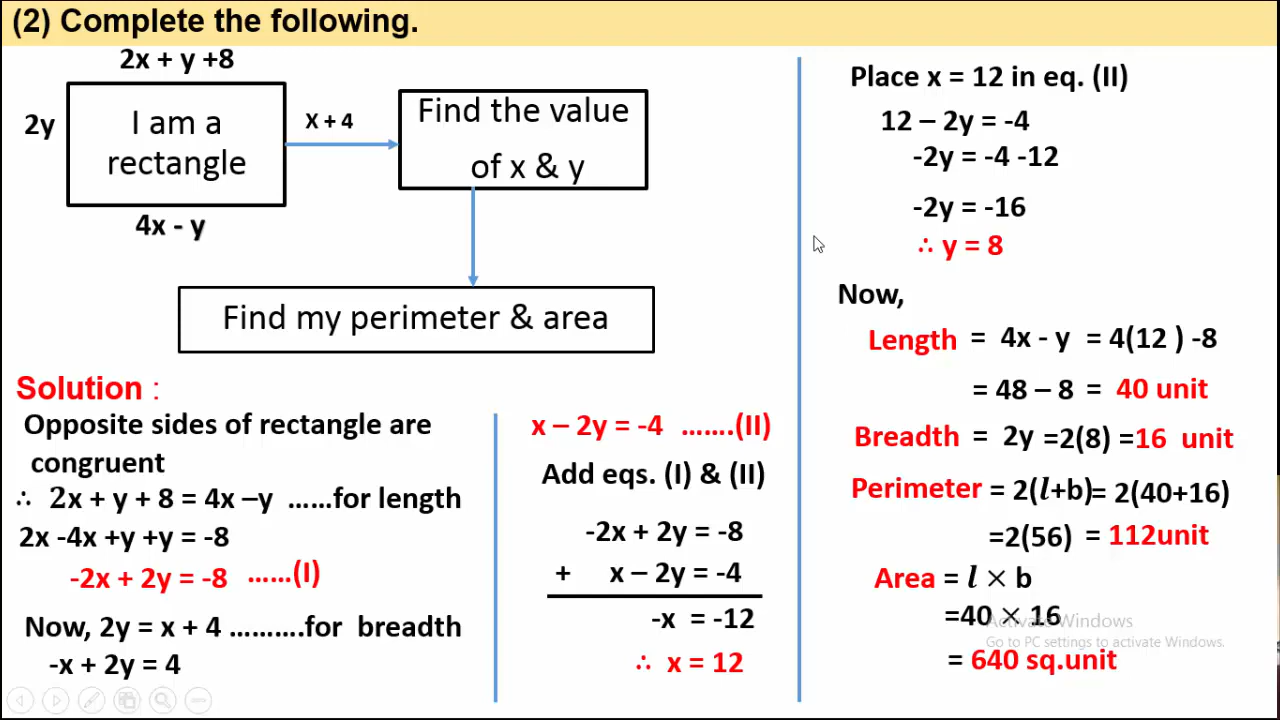 (2) Complete the following.
2x + y +8
2y
I am a
rectangle
X + 4
Find the value
of x & y
4x - y
Find my perimeter & area
Solution :
Opposite sides of rectangle are
congruent
∴ 2x + y + 8 = 4x –y ……for length
2x -4x +y +y = -8
-2x + 2y = -8 ……(I)
Now, 2y = x + 4 ……….for breadth
-x + 2y = 4
x – 2y = -4 …….(II)
Add eqs. (I) & (II)
-2x + 2y = -8
+ x – 2y = -4
-x = -12
∴ x = 12
Place x = 12 in eq. (II)
12 – 2y = -4
-2y = -4 -12
-2y = -16
∴ y = 8
Now,
Length = 4x - y = 4(12 ) -8
= 48 – 8 = 40 unit
Breadth = 2y =2(8) =16 unit
Perimeter = 2(l+b)= 2(40+16)
=2(56) = 112unit
Area = l × b
=40 × 16
= 640 sq.unit
Activate Windows
Go to PC settings to activate Windows.